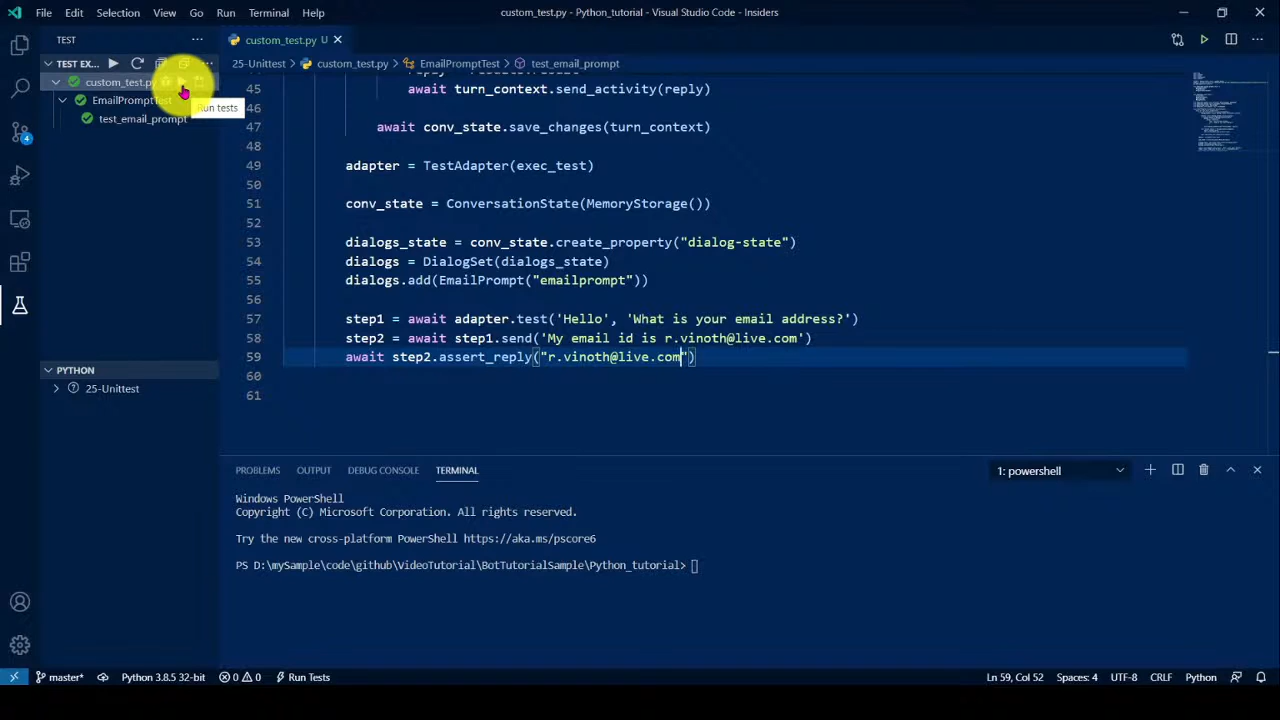 File Edit Selection View Go Run Terminal Help
custom_test.py - Python_tutorial - Visual Studio Code - Insiders
TEST
custom_test.py U
TEST EX...
25-Unittest > custom_test.py > EmailPromptTest > test_email_prompt
custom_test.py
EmailPromptTest
Run tests
test_email_prompt
45 await turn_context.send_activity(reply)
46
47 await conv_state.save_changes(turn_context)
48
49 adapter = TestAdapter(exec_test)
50
51 conv_state = ConversationState(MemoryStorage())
52
53 dialogs_state = conv_state.create_property("dialog-state")
54 dialogs = DialogSet(dialogs_state)
55 dialogs.add(EmailPrompt("emailprompt"))
56
57 step1 = await adapter.test('Hello', 'What is your email address?')
58 step2 = await step1.send('My email id is r.vinoth@live.com')
59 await step2.assert_reply("r.vinoth@live.com")
60
61
PYTHON
25-Unittest
PROBLEMS OUTPUT DEBUG CONSOLE TERMINAL
1: powershell
Windows PowerShell
Copyright (C) Microsoft Corporation. All rights reserved.
Try the new cross-platform PowerShell https://aka.ms/pscore6
PS D:\mySample\code\github\VideoTutorial\BotTutorialSample\Python_tutorial>
4
master* Python 3.8.5 32-bit 0 0 Run Tests Ln 59, Col 52 Spaces: 4 UTF-8 CRLF Python